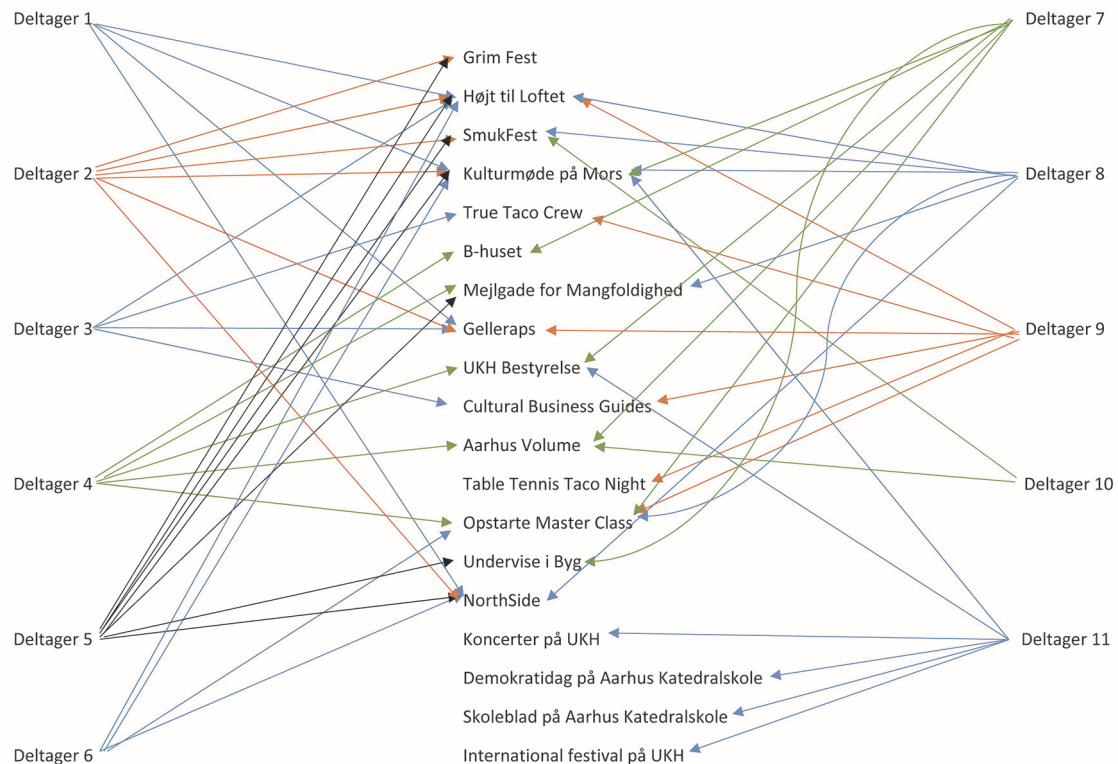 Deltager 1
Deltager 2
Deltager 3
Deltager 4
Deltager 5
Deltager 6
Grim Fest
Højt til Loftet
SmukFest
Kulturmøde på Mors
True Taco Crew
B-huset
Mejlgade for Mangfoldighed
Gelleraps
UKH Bestyrelse
Cultural Business Guides
Aarhus Volume
Table Tennis Taco Night
Opstarte Master Class
Undervise i Byg
NorthSide
Koncerter på UKH
Demokratidag på Aarhus Katedralskole
Skoleblad på Aarhus Katedralskole
International festival på UKH
Deltager 7
Deltager 8
Deltager 9
Deltager 10
Deltager 11